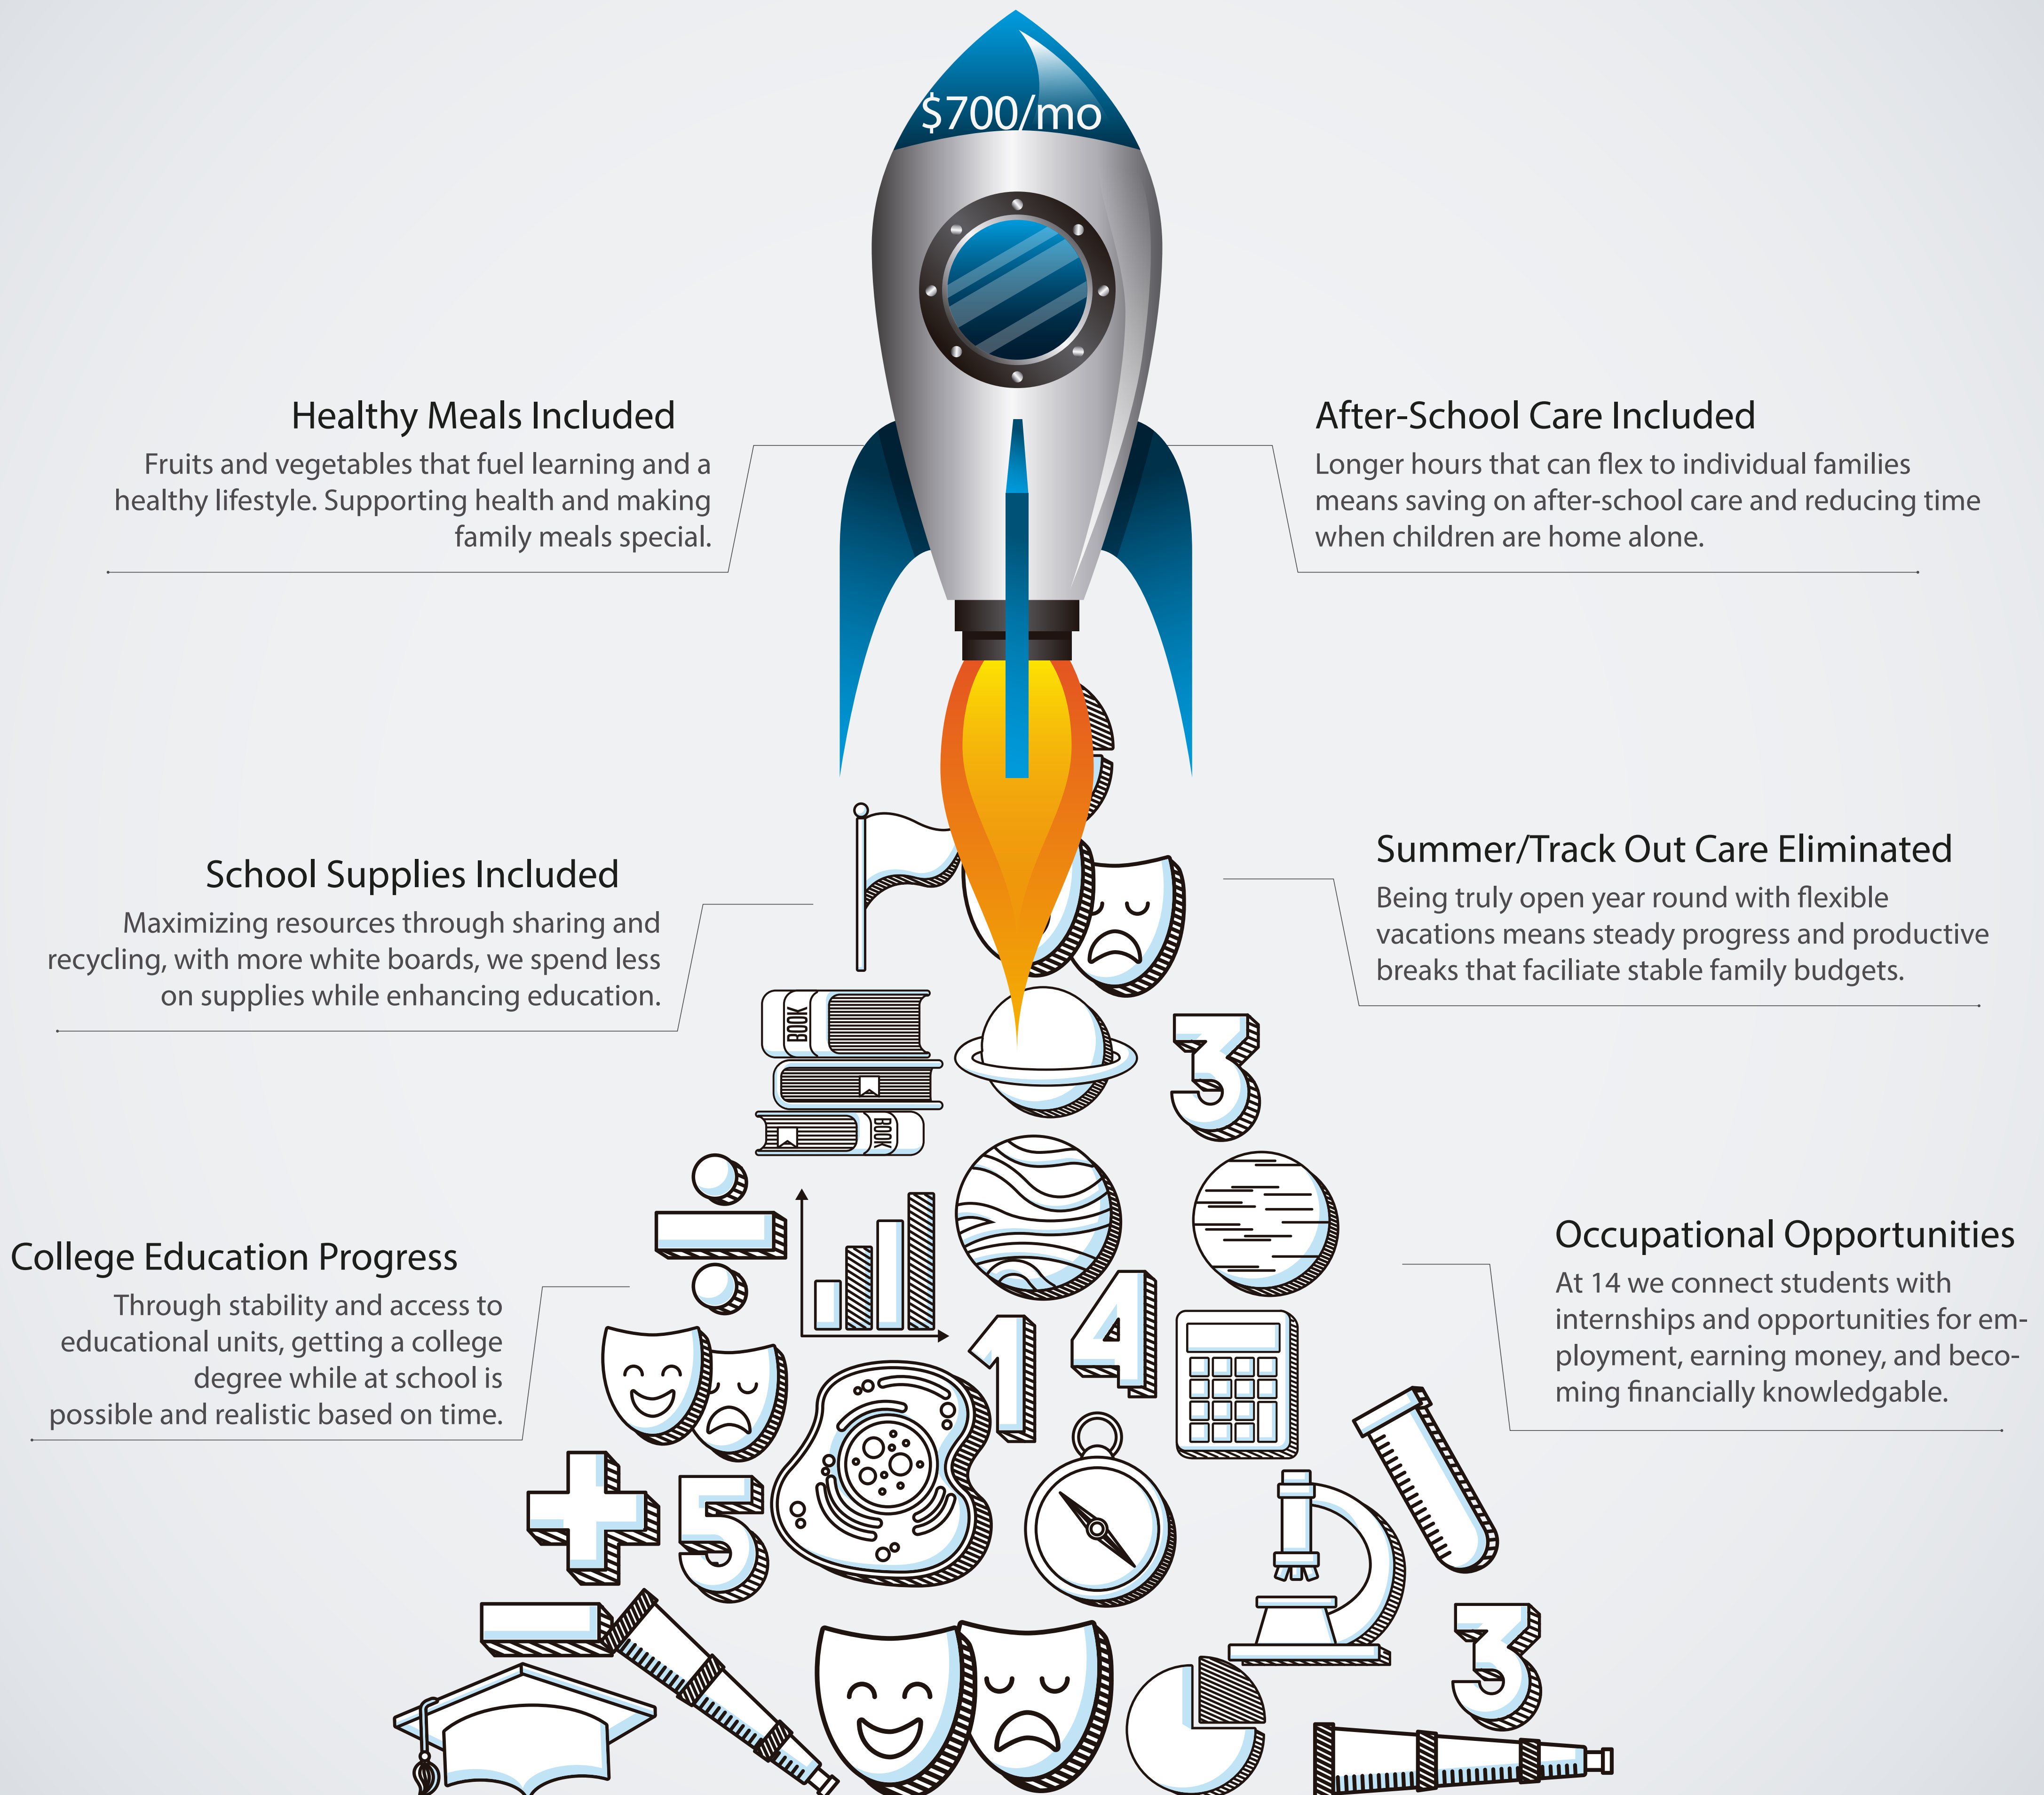 $700/mo
Healthy Meals Included
Fruits and vegetables that fuel learning and a
healthy lifestyle. Supporting health and making
family meals special.
After-School Care Included
Longer hours that can flex to individual families
means saving on after-school care and reducing time
when children are home alone.
School Supplies Included
Maximizing resources through sharing and
recycling, with more white boards, we spend less
on supplies while enhancing education.
Summer/Track Out Care Eliminated
Being truly open year round with flexible
vacations means steady progress and productive
breaks that faciliate stable family budgets.
BOOK
BOOK
3
College Education Progress
Through stability and access to
educational units, getting a college
degree while at school is
possible and realistic based on time.
Occupational Opportunities
At 14 we connect students with
internships and opportunities for em-
ployment, earning money, and beco-
ming financially knowledgable.
÷
1
4
+
5
-
3